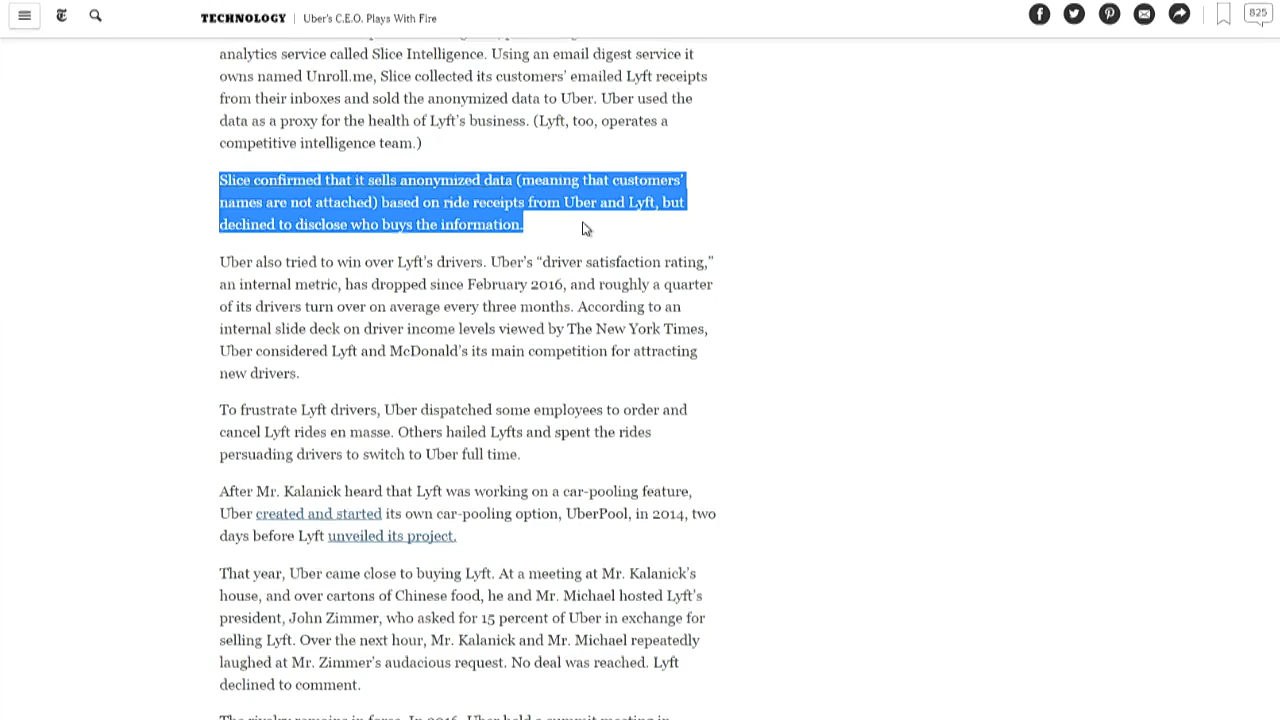 TECHNOLOGY | Uber's C.E.O. Plays With Fire
825
analytics service called Slice Intelligence. Using an email digest service it
owns named Unroll.me, Slice collected its customers' emailed Lyft receipts
from their inboxes and sold the anonymized data to Uber. Uber used the
data as a proxy for the health of Lyft's business. (Lyft, too, operates a
competitive intelligence team.)
Slice confirmed that it sells anonymized data (meaning that customers'
names are not attached) based on ride receipts from Uber and Lyft, but
declined to disclose who buys the information.
Uber also tried to win over Lyft's drivers. Uber's “driver satisfaction rating,”
an internal metric, has dropped since February 2016, and roughly a quarter
of its drivers turn over on average every three months. According to an
internal slide deck on driver income levels viewed by The New York Times,
Uber considered Lyft and McDonald's its main competition for attracting
new drivers.
To frustrate Lyft drivers, Uber dispatched some employees to order and
cancel Lyft rides en masse. Others hailed Lyfts and spent the rides
persuading drivers to switch to Uber full time.
After Mr. Kalanick heard that Lyft was working on a car-pooling feature,
Uber created and started its own car-pooling option, UberPool, in 2014, two
days before Lyft unveiled its project.
That year, Uber came close to buying Lyft. At a meeting at Mr. Kalanick's
house, and over cartons of Chinese food, he and Mr. Michael hosted Lyft's
president, John Zimmer, who asked for 15 percent of Uber in exchange for
selling Lyft. Over the next hour, Mr. Kalanick and Mr. Michael repeatedly
laughed at Mr. Zimmer's audacious request. No deal was reached. Lyft
declined to comment.
The rivalry remains in force. In 2016, Uber held a summit meeting in